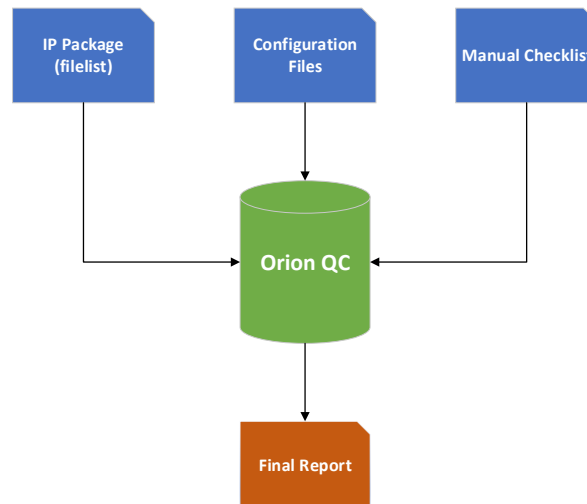 IP Package
(filelist)
Configuration
Files
Manual Checklist
Orion QC
Final Report